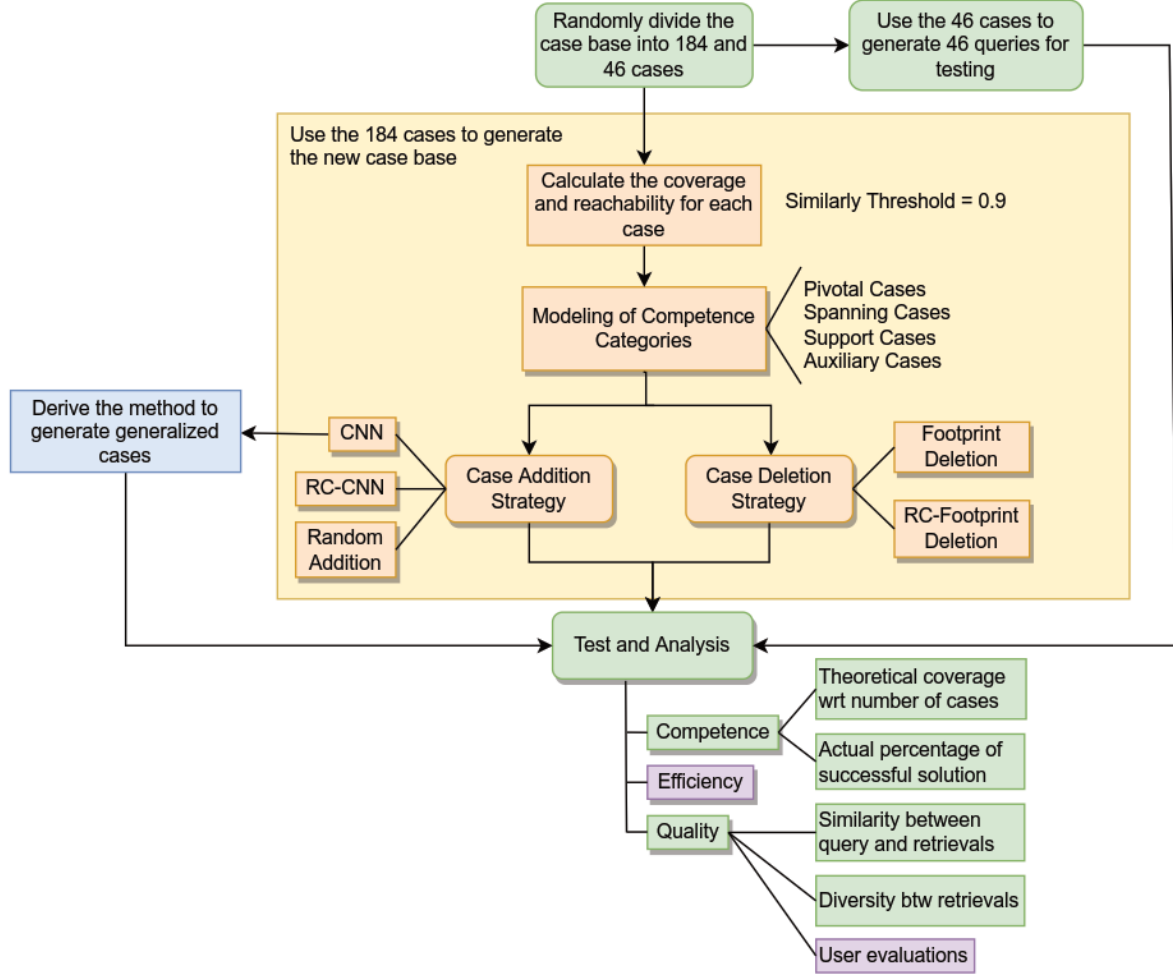 Randomly divide the
case base into 184 and
46 cases
Use the 46 cases to
generate 46 queries for
testing
Use the 184 cases to generate
the new case base
Calculate the coverage
and reachability for each
case
Similarly Threshold = 0.9
Modeling of Competence
Categories
Pivotal Cases
Spanning Cases
Support Cases
Auxiliary Cases
Derive the method to
generate generalized
cases
CNN
RC-CNN
Random
Addition
Case Addition
Strategy
Case Deletion
Strategy
Footprint
Deletion
RC-Footprint
Deletion
Test and Analysis
Competence
Theoretical coverage
wrt number of cases
Actual percentage of
successful solution
Efficiency
Quality
Similarity between
query and retrievals
Diversity btw retrievals
User evaluations